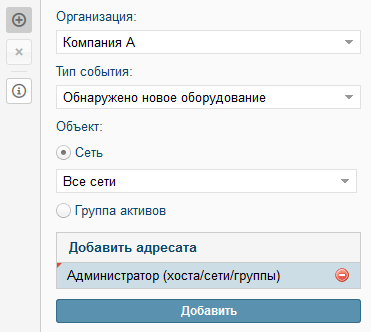 Организация:
Компания А
Тип события:
Обнаружено новое оборудование
Объект:
Сеть
Все сети
Группа активов
Добавить адресата
Администратор (хоста/сети/группы)
Добавить